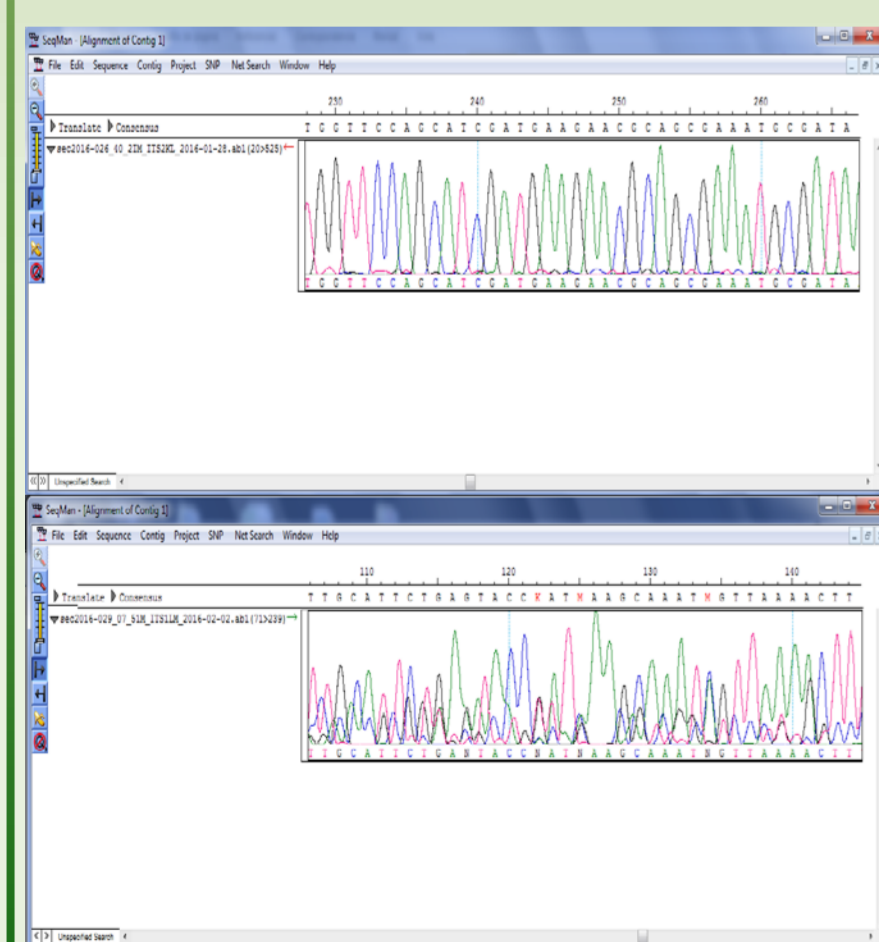 SeqMan - [Alignment of Contig 1]
File Edit Sequence Contig Project SNP Net Search Window Help
230 240 250 260
Translate Consensus T G G T T C C A G C A T C G A T G A A G A A C G C A G C G A A A T G C G A T A
sec2016-026_40_2IM_ITS2KL_2016-01-28.ab1(20>525)
T G G T T C C A G C A T C G A T G A A G A A C G C A G C G A A A T G C G A T A
Unspecified Search
SeqMan - [Alignment of Contig 1]
File Edit Sequence Contig Project SNP Net Search Window Help
110 120 130 140
Translate Consensus T T G C A T T C T G A G T A C C K A T M A A G C A A A T M G T T A A A A C T T
sec2016-029_07_51M_ITS1LM_2016-02-02.ab1(71>239)
T T G C A T T C T G A N T A C C N A T N A A G C A A A T N G T T A A A A C T T
Unspecified Search